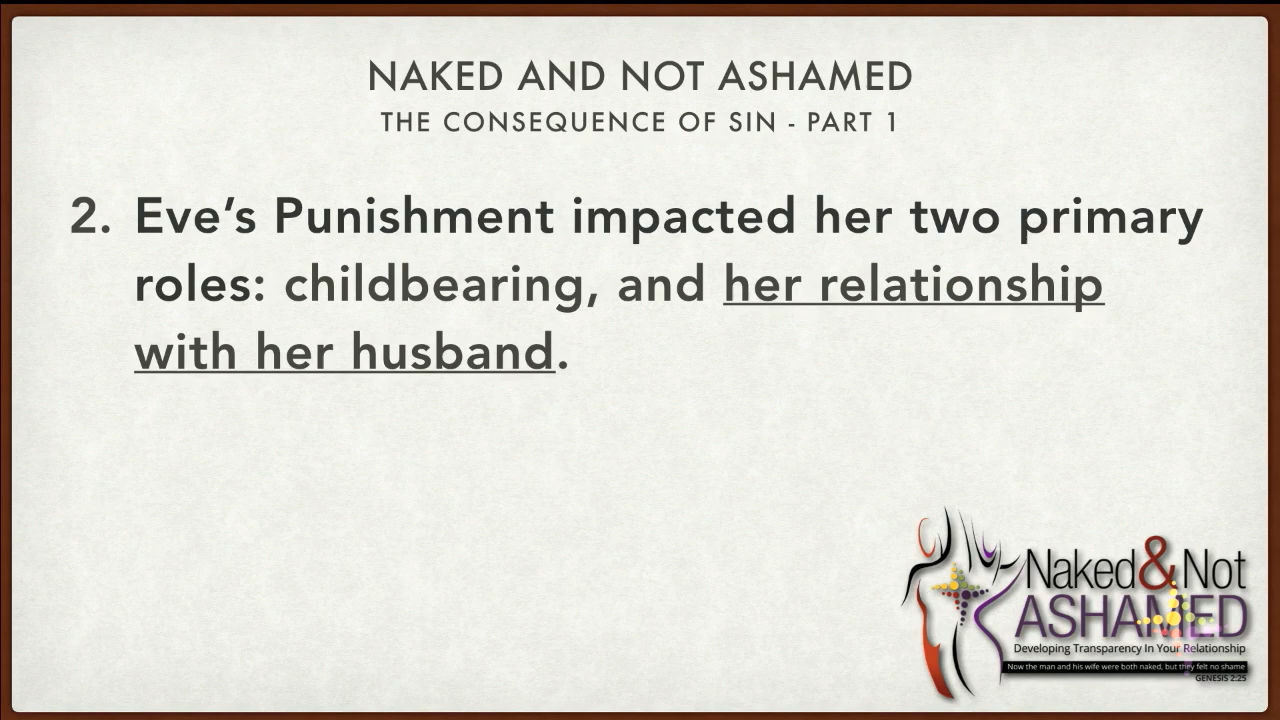 NAKED AND NOT ASHAMED
THE CONSEQUENCE OF SIN - PART 1
2. Eve’s Punishment impacted her two primary
roles: childbearing, and her relationship
with her husband.
Naked & Not
ASHAMED
Developing Transparency In Your Relationship
Now the man and his wife were both naked, but they felt no shame
GENESIS 2:25